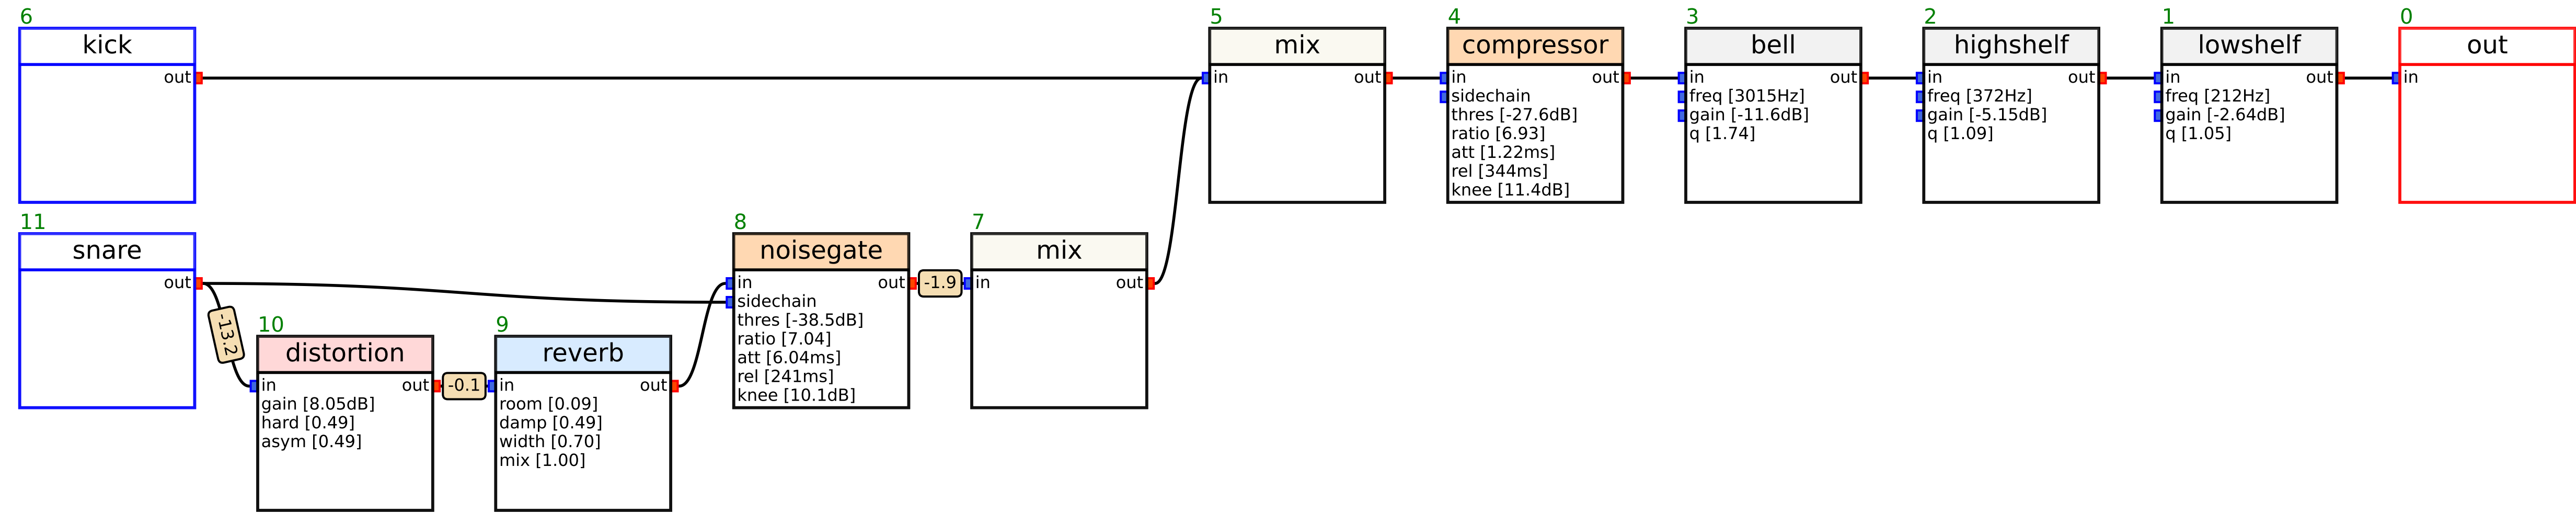 6
kick
out
5
mix
in out
4
compressor
in out
sidechain
thres [-27.6dB]
ratio [6.93]
att [1.22ms]
rel [344ms]
knee [11.4dB]
3
bell
in out
freq [3015Hz]
gain [-11.6dB]
q [1.74]
2
highshelf
in out
freq [372Hz]
gain [-5.15dB]
q [1.09]
1
lowshelf
in out
freq [212Hz]
gain [-2.64dB]
q [1.05]
0
out
in
11
snare
out
-13.2
10
distortion
in out
gain [8.05dB]
hard [0.49]
asym [0.49]
-0.1
9
reverb
in out
room [0.09]
damp [0.49]
width [0.70]
mix [1.00]
8
noisegate
in out
sidechain
thres [-38.5dB]
ratio [7.04]
att [6.04ms]
rel [241ms]
knee [10.1dB]
-1.9
7
mix
in out